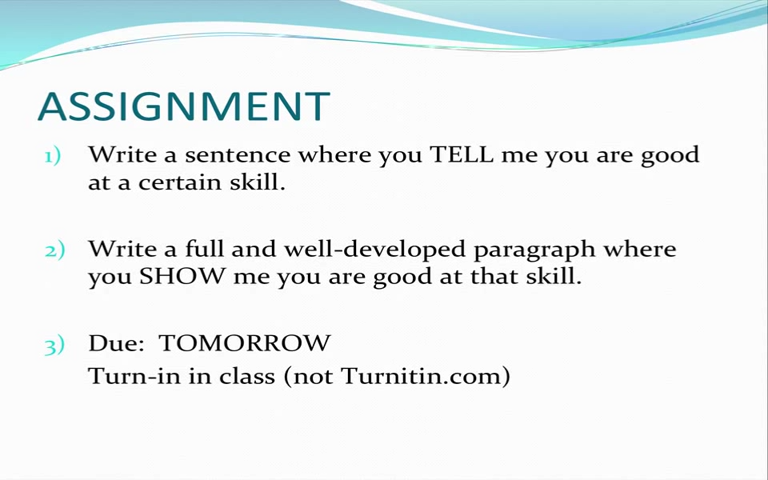 ASSIGNMENT
1) Write a sentence where you TELL me you are good
at a certain skill.
2) Write a full and well-developed paragraph where
you SHOW me you are good at that skill.
3) Due: TOMORROW
Turn-in in class (not Turnitin.com)